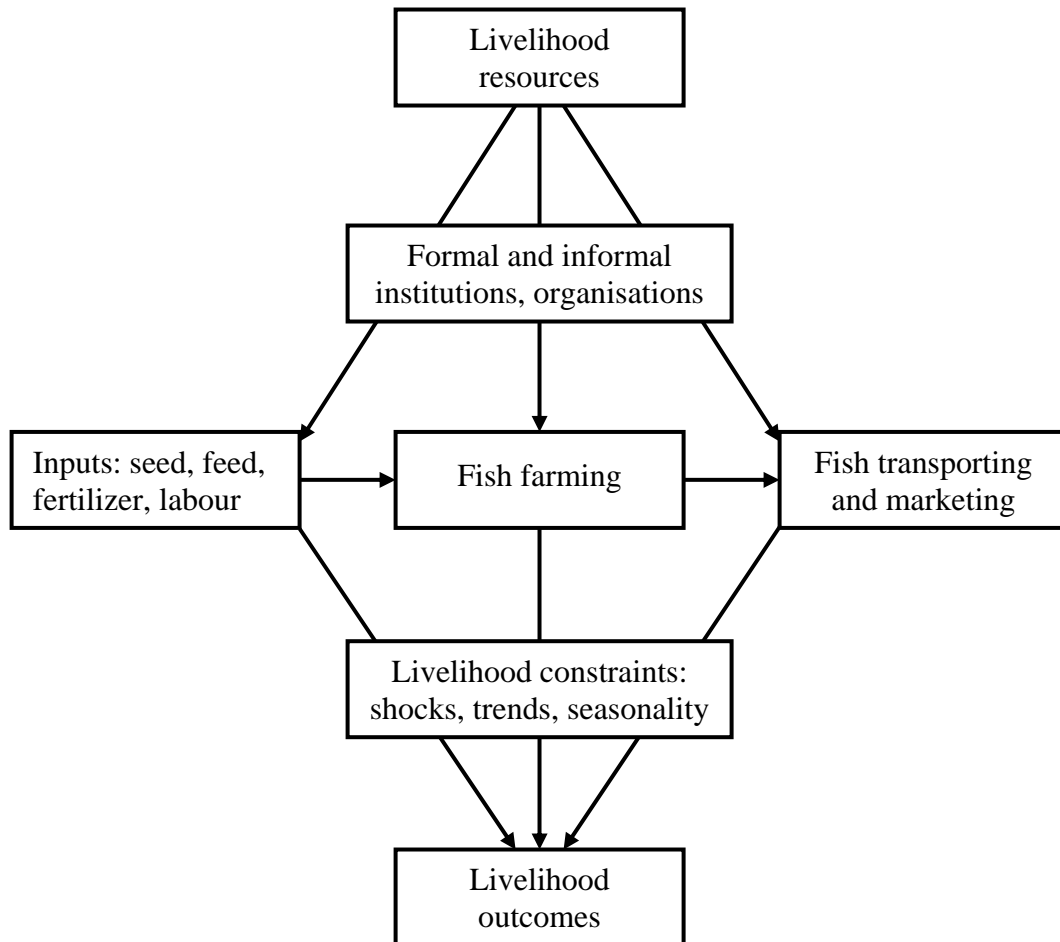 Livelihood
resources
Formal and informal
institutions, organisations
Inputs: seed, feed,
fertilizer, labour
Fish farming
Fish transporting
and marketing
Livelihood constraints:
shocks, trends, seasonality
Livelihood
outcomes